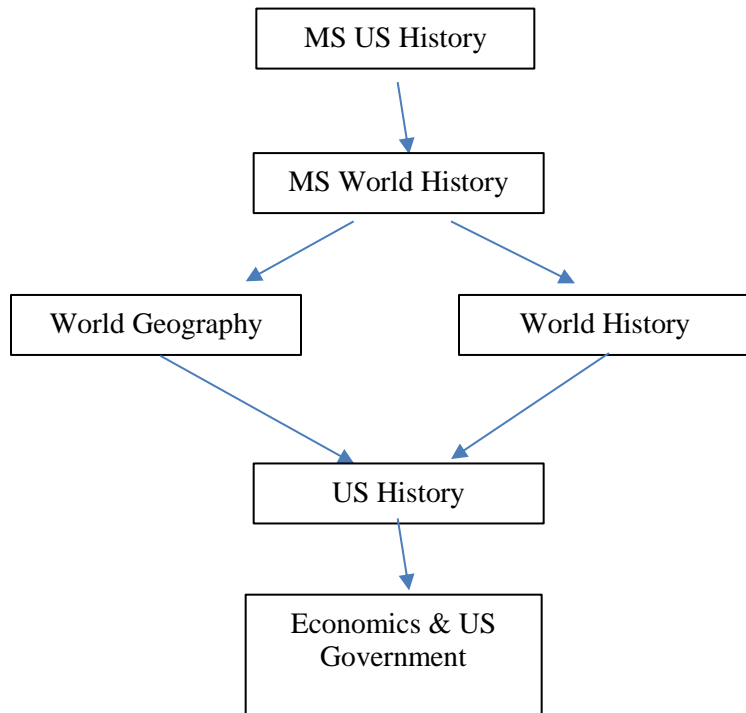 MS US History
MS World History
World Geography
World History
US History
Economics & US
Government